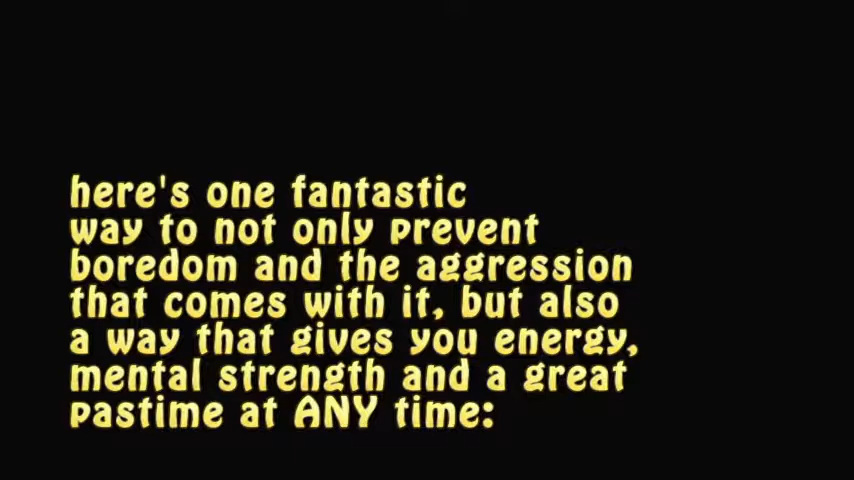 here's one fantastic
way to not only prevent
boredom and the aggression
that comes with it, but also
a way that gives you energy,
mental strength and a great
pastime at ANY time: